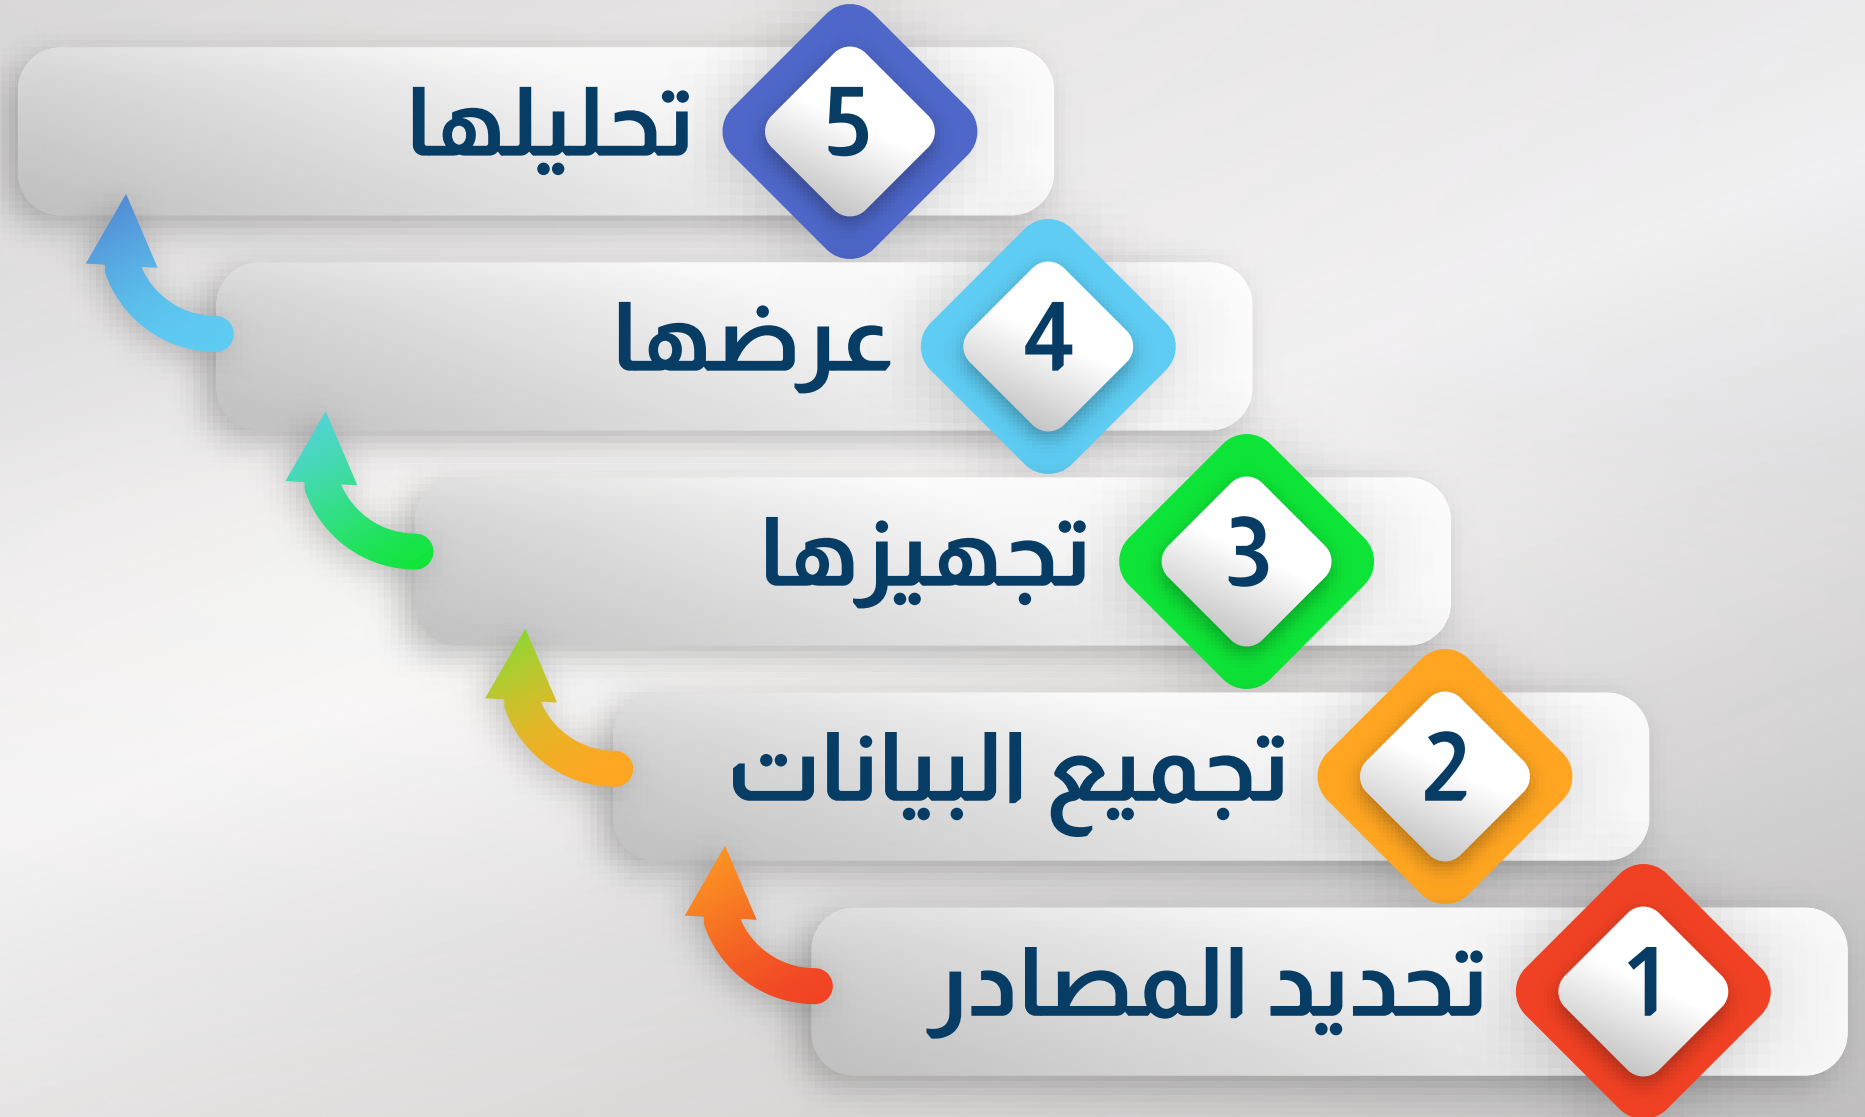 5 تحليلها
4 عرضها
3 تجهيزها
2 تجميع البيانات
1 تحديد المصادر